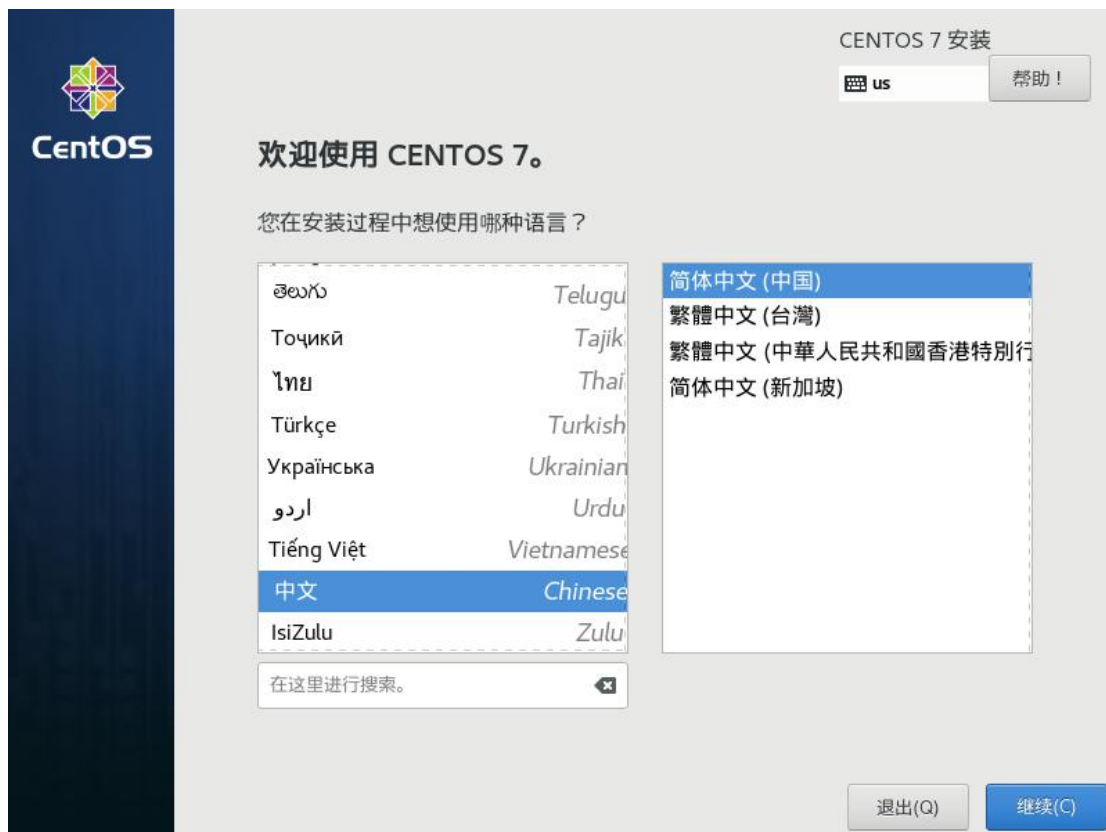 CentOS
CENTOS 7 安装
us
帮助！
欢迎使用 CENTOS 7。
您在安装过程中想使用哪种语言？
తెలుగు Telugu
Тоҷикӣ Tajik
ไทย Thai
Türkçe Turkish
Українська Ukrainian
اردو Urdu
Tiếng Việt Vietnamese
中文 Chinese
IsiZulu Zulu
简体中文 (中国)
繁體中文 (台灣)
繁體中文 (中華人民共和國香港特別行
简体中文 (新加坡)
在这里进行搜索。
退出(Q)
继续(C)